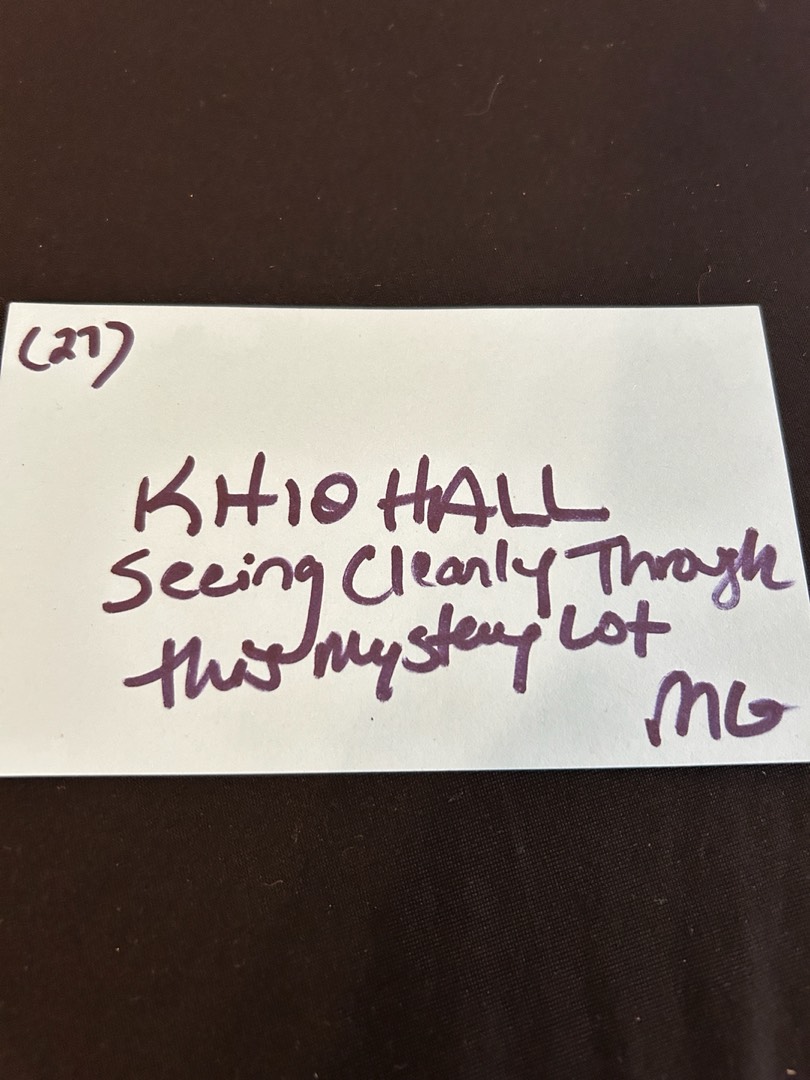 (27)
KH10 HALL
Seeing Clearly Through
this Mystery Lot
MG